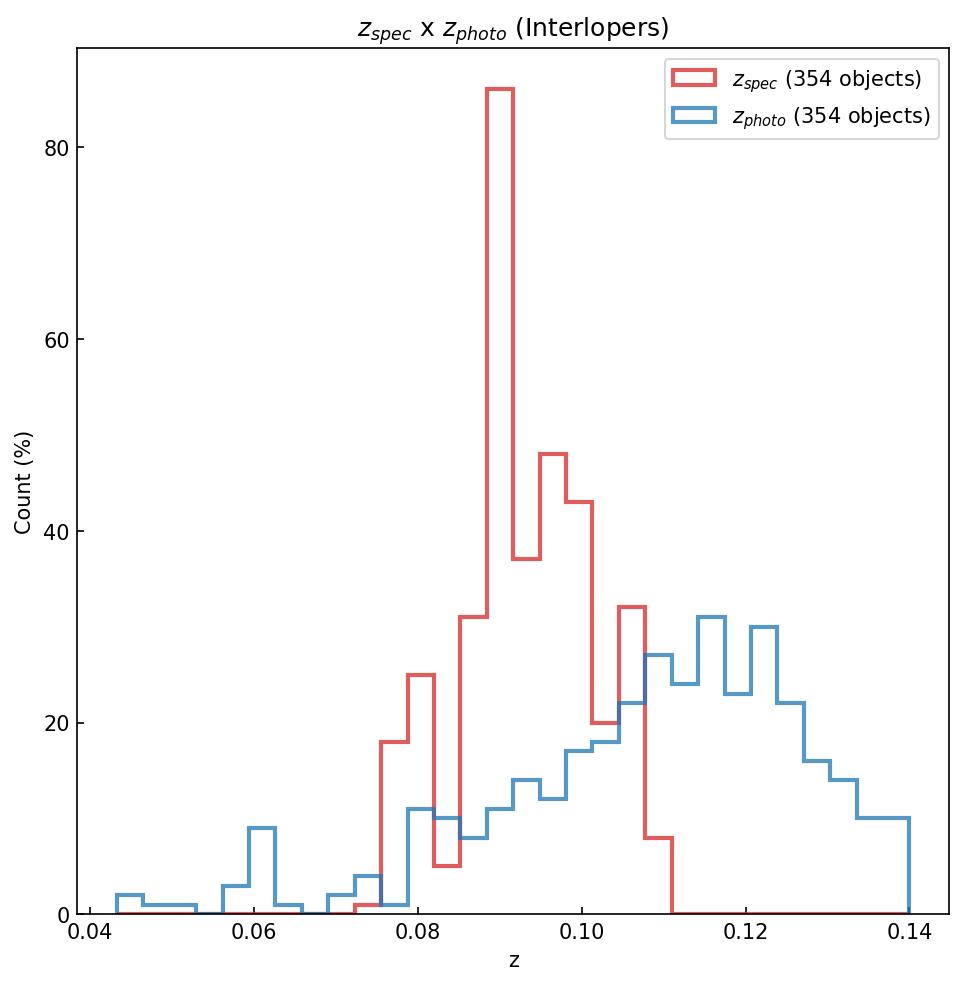 z_spec x z_photo (Interlopers)
z_spec (354 objects)
z_photo (354 objects)
Count (%)
80
60
40
20
0
0.04 0.06 0.08 0.10 0.12 0.14
z